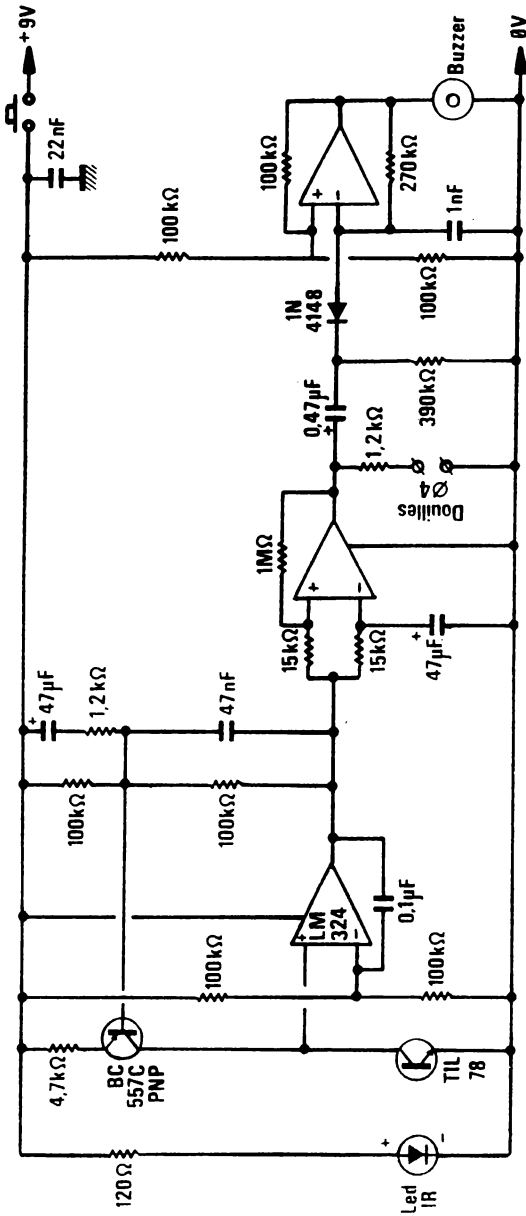 +9V
22nF
100kΩ
100kΩ
+
-
270kΩ
Buzzer
1nF
100kΩ
1N
4148
0,47µF
+
390kΩ
1,2kΩ
Douilles
Ø4
0V
1MΩ
+
-
15kΩ
15kΩ
+
47µF
+
47µF
1,2kΩ
47nF
100kΩ
100kΩ
+
LM
324
-
0,1µF
100kΩ
100kΩ
4,7kΩ
BC
557C
PNP
TIL
78
120Ω
+
-
Led
IR